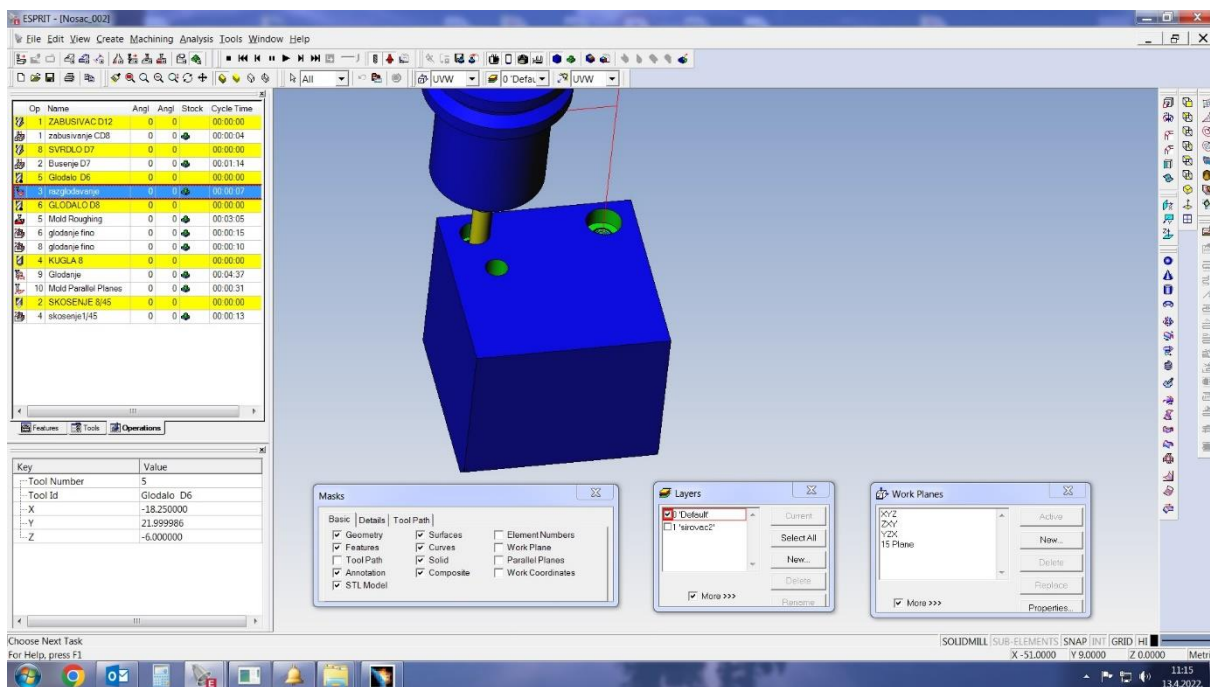 ESPRIT - [Nosac_002]
File Edit View Create Machining Analysis Tools Window Help
All UVW 0 'Defau UVW
Op Name Angl Angl Stock Cycle Time
1 ZABUSIVAC D12 0 0 00:00:00
1 zabusivanje CD8 0 0 00:00:04
8 SVRDLO D7 0 0 00:00:00
2 Busenje D7 0 0 00:01:14
5 Glodalo D6 0 0 00:00:00
3 razglodavanje 0 0 00:00:07
6 GLODALO D8 0 0 00:00:00
5 Mold Roughing 0 0 00:03:05
6 glodanje fino 0 0 00:00:15
8 glodanje fino 0 0 00:00:10
4 KUGLA 8 0 0 00:00:00
9 Glodanje 0 0 00:04:37
10 Mold Parallel Planes 0 0 00:00:31
2 SKOSENJE 8/45 0 0 00:00:00
4 skosenje1/45 0 0 00:00:13
Features Tools Operations
Key Value
Tool Number 5
Tool Id Glodalo D6
X -18.250000
Y 21.999986
Z -6.000000
Masks
Basic Details Tool Path
Geometry Surfaces Element Numbers
Features Curves Work Plane
Tool Path Solid Parallel Planes
Annotation Composite Work Coordinates
STL Model
Layers
0 'Default' Current
1 'sirovac2'
Select All
New...
Delete
More >>> Rename
Work Planes
XYZ Active
ZXY
YZX New...
15 Plane
Delete
Replace
More >>> Properties...
Choose Next Task SOLIDMILL SUB-ELEMENTS SNAP INT GRID HI
For Help, press F1 X -51.0000 Y 9.0000 Z 0.0000 Metri
11:15
13.4.2022.